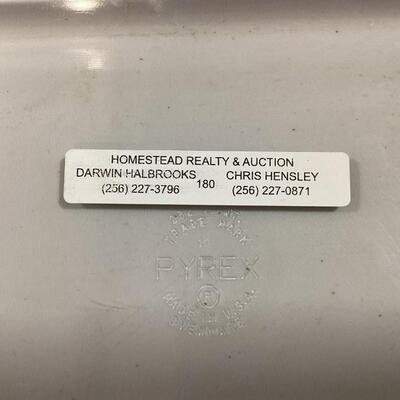 HOMESTEAD REALTY & AUCTION
DARWIN HALBROOKS CHRIS HENSLEY
(256) 227-3796 180 (256) 227-0871
TRADE MARK
PYREX
®
MADE IN U.S.A.
OVENWARE